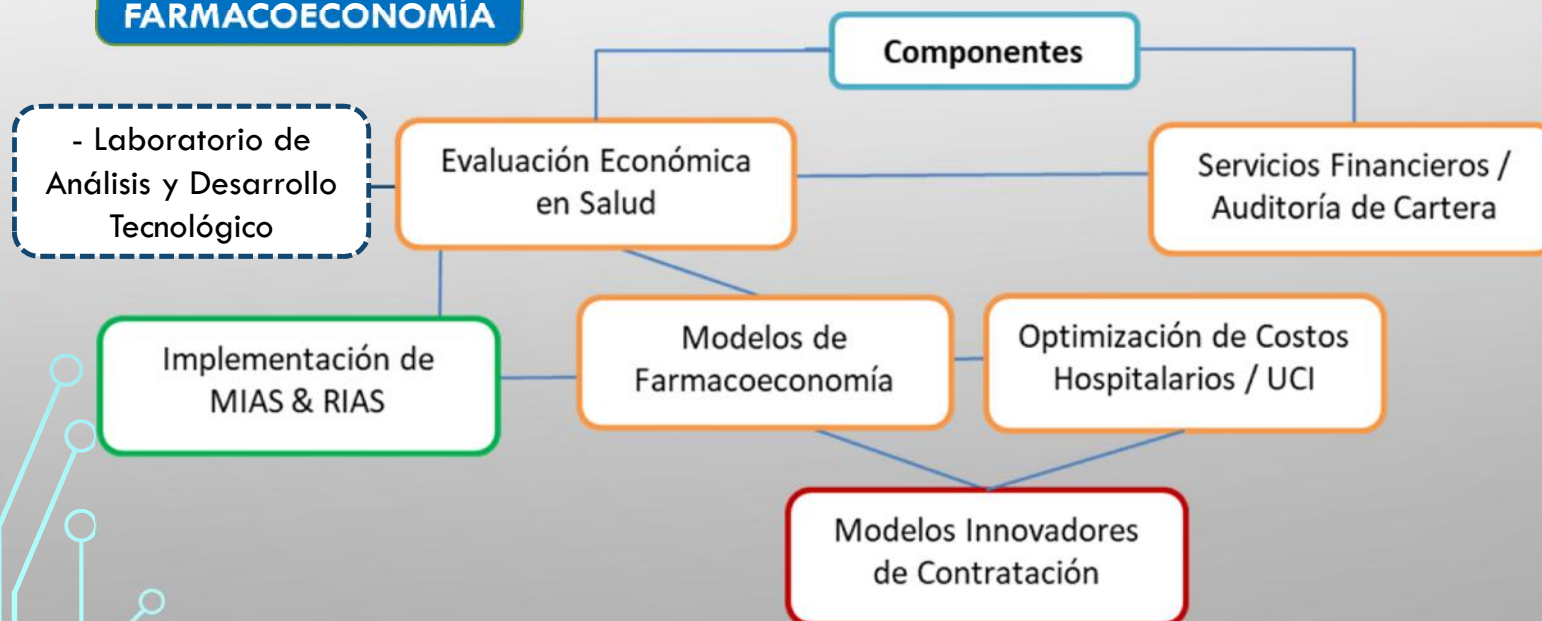 FARMACOECONOMÍA
Componentes
- Laboratorio de
Análisis y Desarrollo
Tecnológico
Evaluación Económica
en Salud
Servicios Financieros /
Auditoría de Cartera
Implementación de
MIAS & RIAS
Modelos de
Farmacoeconomía
Optimización de Costos
Hospitalarios / UCI
Modelos Innovadores
de Contratación